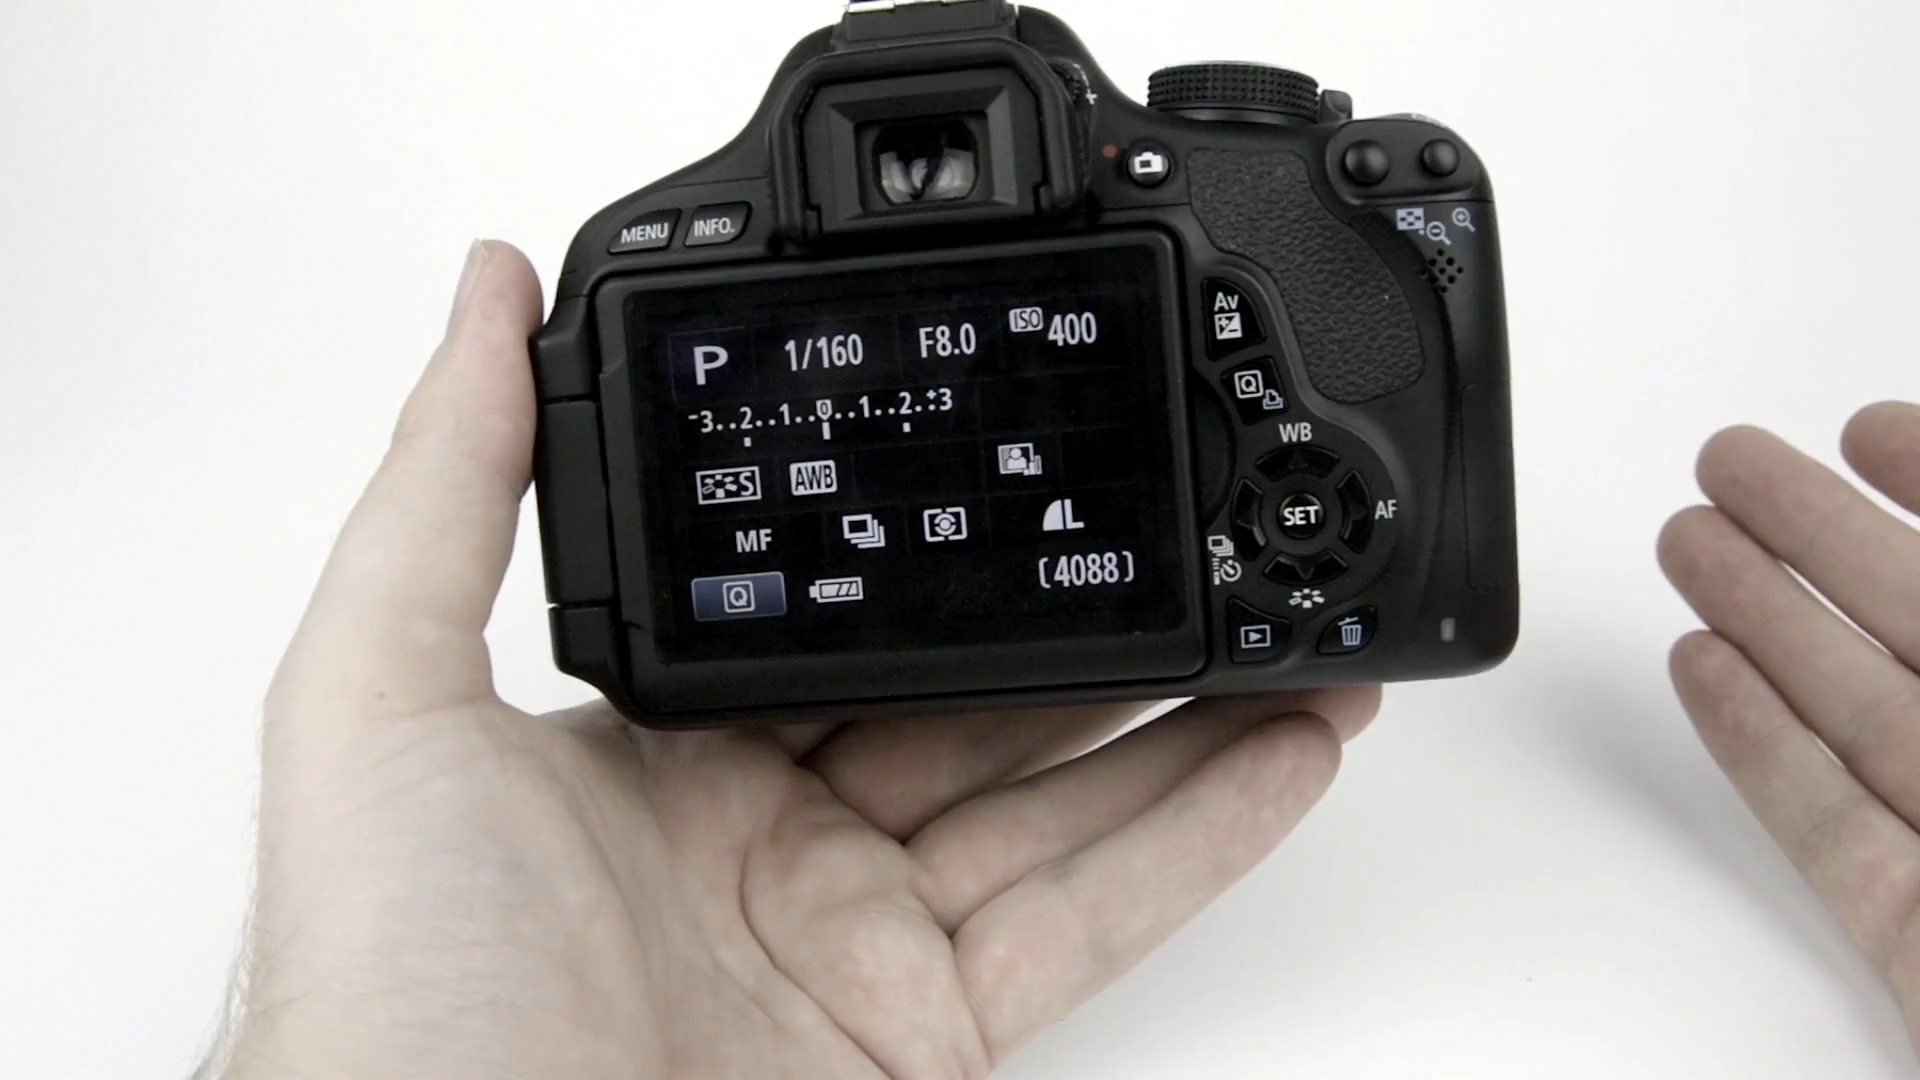 MENU INFO.
P 1/160 F8.0 ISO 400
-3..2..1..0..1..2.:+3
S AWB
MF L
Q (4088)
Av
Q
WB
SET AF